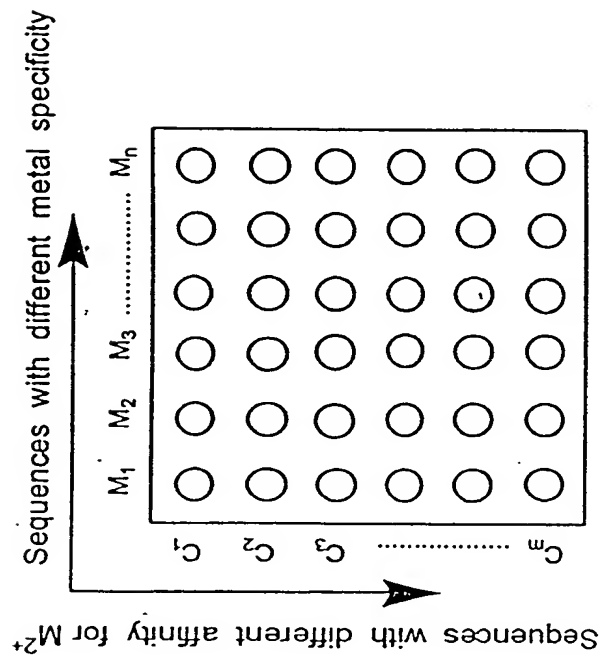 Sequences with different metal specificity
M₁ M₂ M₃ ............ Mₙ
C₁
C₂
C₃
............
Cₘ
Sequences with different affinity for M²⁺